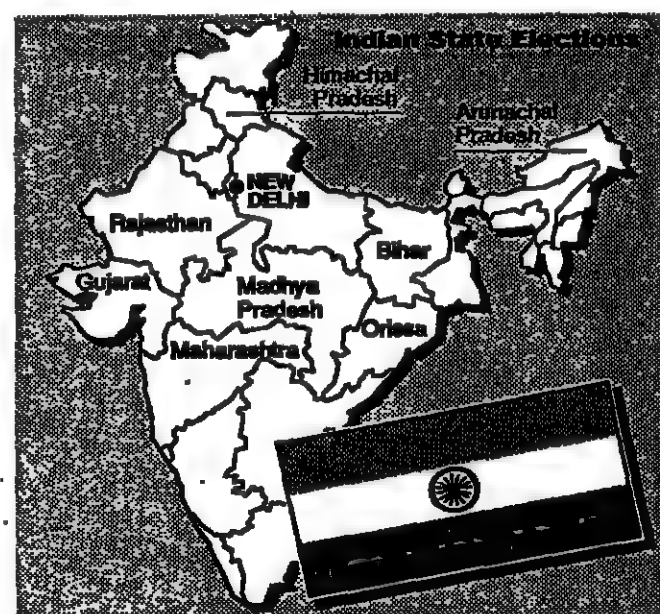 Indian State Elections
Himachal
Pradesh
Arunachal
Pradesh
NEW
DELHI
Rajasthan
Bihar
Gujarat
Madhya
Pradesh
Orissa
Maharashtra